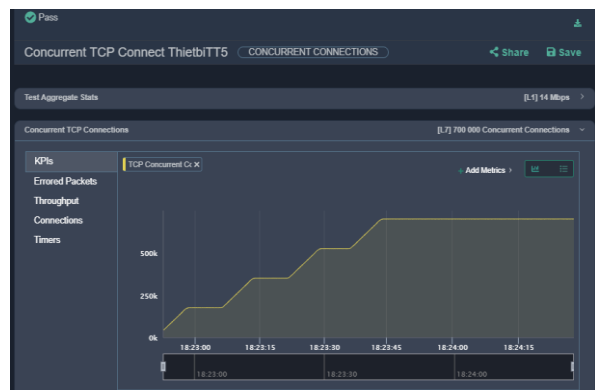 Pass
Concurrent TCP Connect ThietbiTT5 CONCURRENT CONNECTIONS Share Save
Test Aggregate Stats [L1] 14 Mbps
Concurrent TCP Connections [L7] 700 000 Concurrent Connections
KPIs
Errored Packets
Throughput
Connections
Timers
TCP Concurrent Cc X
+ Add Metrics
500k
250k
0k
18:23:00 18:23:15 18:23:30 18:23:45 18:24:00 18:24:15
18:23:00 18:23:30 18:24:00